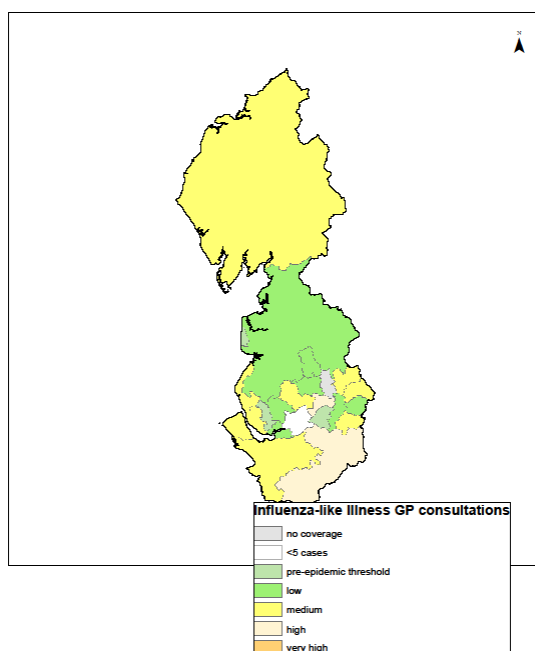 N
Influenza-like Illness GP consultations
no coverage
<5 cases
pre-epidemic threshold
low
medium
high
very high